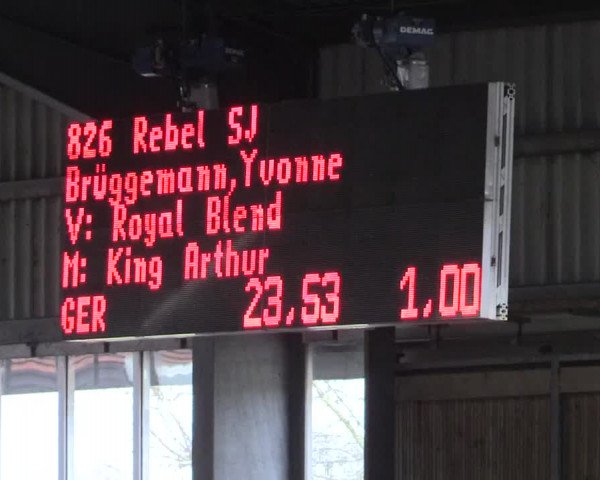 DEMAG
826 Rebel SJ
Brüggemann,Yvonne
V: Royal Blend
M: King Arthur
GER 23,53 1,00